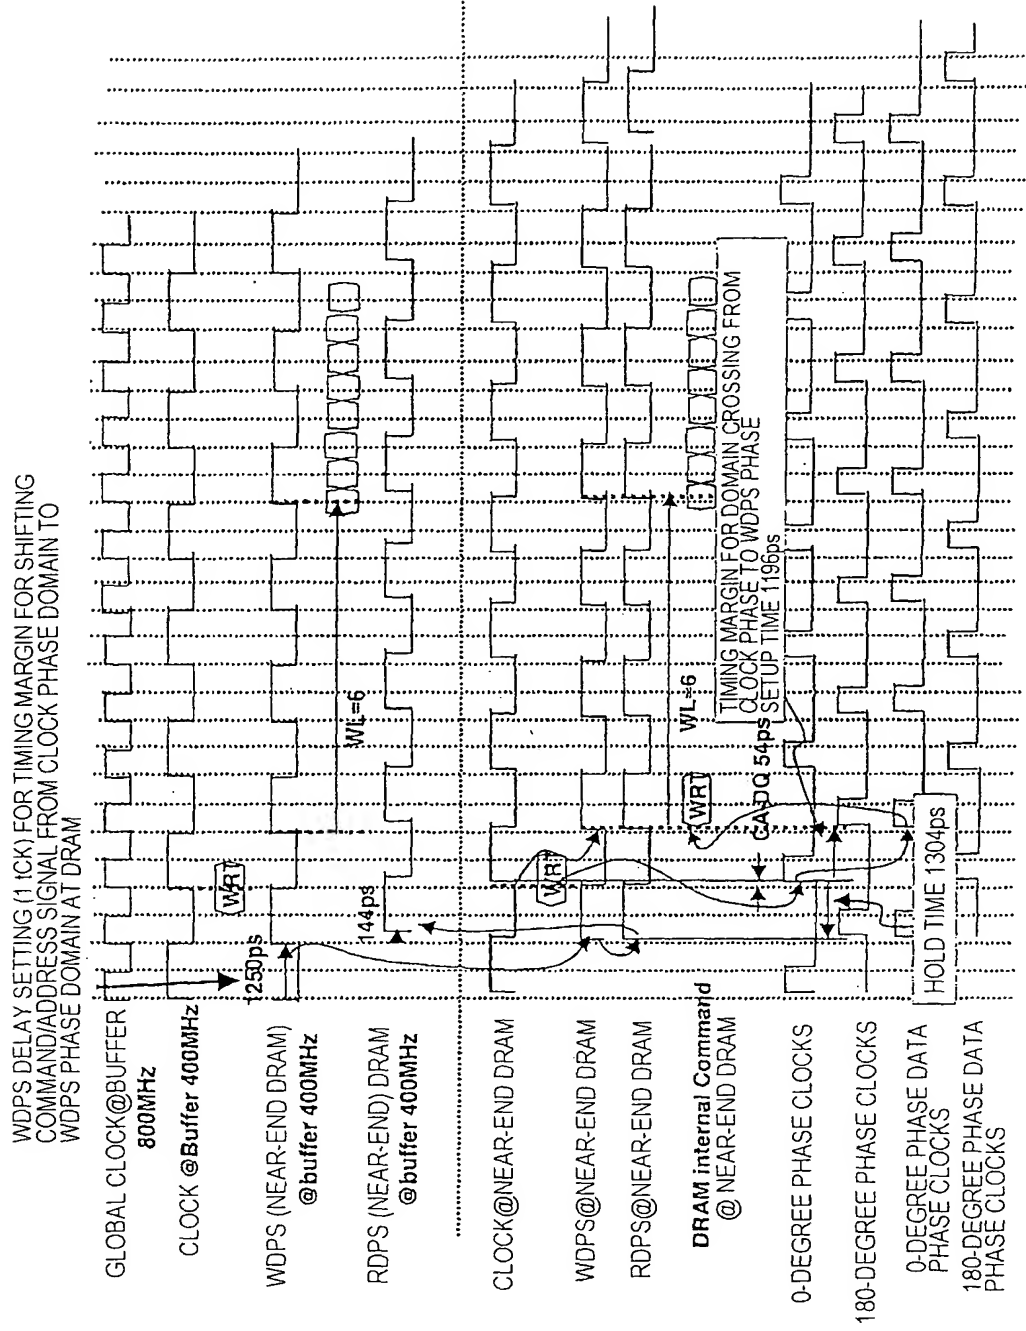 WDPS DELAY SETTING (1 tCK) FOR TIMING MARGIN FOR SHIFTING
COMMAND/ADDRESS SIGNAL FROM CLOCK PHASE DOMAIN TO
WDPS PHASE DOMAIN AT DRAM
GLOBAL CLOCK@BUFFER
800MHz
CLOCK @Buffer 400MHz
WRT
WDPS (NEAR-END DRAM)
@buffer 400MHz
1250ps
WL=6
RDPS (NEAR-END) DRAM
@buffer 400MHz
144ps
CLOCK@NEAR-END DRAM
WRT
WDPS@NEAR-END DRAM
RDPS@NEAR-END DRAM
WL=6
DRAM internal Command
@ NEAR-END DRAM
WRT
TIMING MARGIN FOR DOMAIN CROSSING FROM
CLOCK PHASE TO WDPS PHASE
SETUP TIME 1196ps
CA-DQ 54ps
0-DEGREE PHASE CLOCKS
180-DEGREE PHASE CLOCKS
0-DEGREE PHASE DATA
PHASE CLOCKS
HOLD TIME 1304ps
180-DEGREE PHASE DATA
PHASE CLOCKS